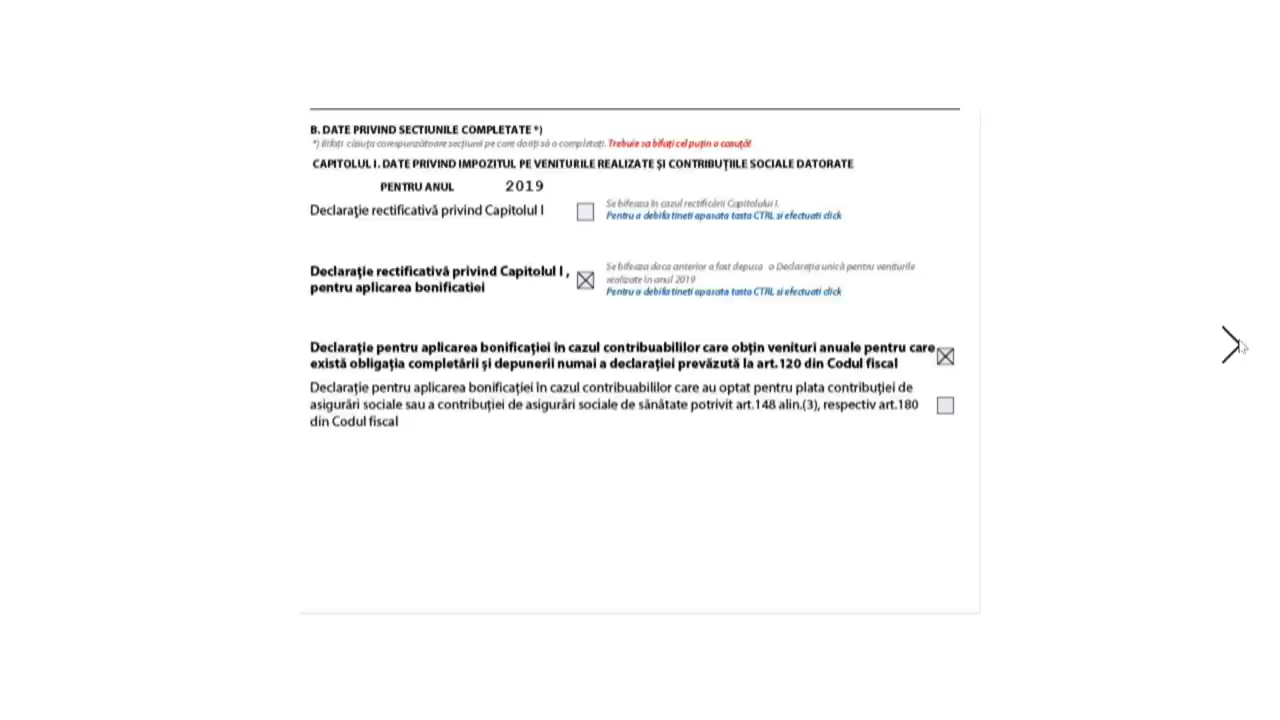 B. DATE PRIVIND SECTIUNILE COMPLETATE *)
*) Bifați căsuța corespunzătoare secțiunii pe care doriți să o completați. Trebuie sa bifați cel puțin o casuță!
CAPITOLUL I. DATE PRIVIND IMPOZITUL PE VENITURILE REALIZATE ȘI CONTRIBUȚIILE SOCIALE DATORATE
PENTRU ANUL 2019
Declarație rectificativă privind Capitolul I
Se bifeaza în cazul rectificării Capitolului I.
Pentru a debifa tineti apasata tasta CTRL si efectuati click
Declarație rectificativă privind Capitolul I ,
pentru aplicarea bonificatiei
Se bifeaza daca anterior a fost depusa o Declarația unică pentru veniturile
realizate în anul 2019
Pentru a debifa tineti apasata tasta CTRL si efectuati click
Declarație pentru aplicarea bonificației în cazul contribuabililor care obțin venituri anuale pentru care
există obligația completării și depunerii numai a declarației prevăzută la art.120 din Codul fiscal
Declarație pentru aplicarea bonificației în cazul contribuabililor care au optat pentru plata contribuției de
asigurări sociale sau a contribuției de asigurări sociale de sănătate potrivit art.148 alin.(3), respectiv art.180
din Codul fiscal